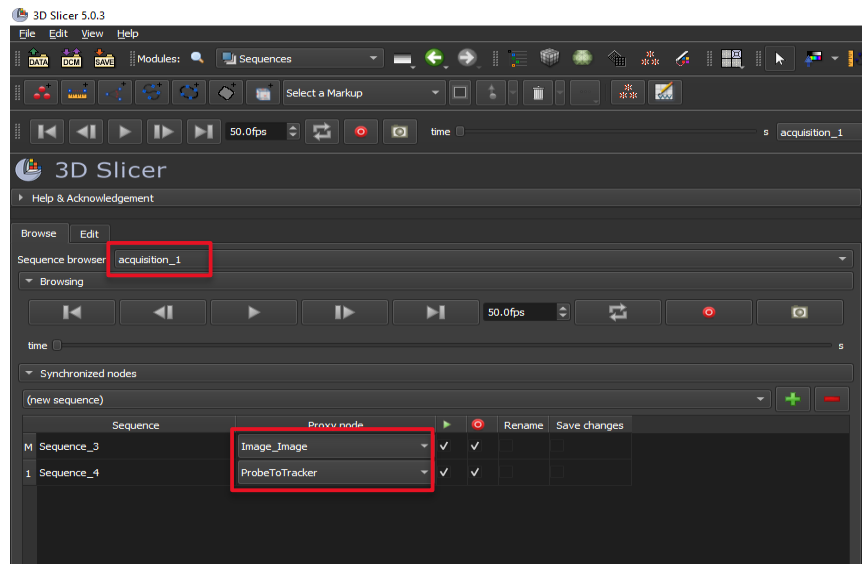 3D Slicer 5.0.3
File Edit View Help
DATA DCM SAVE Modules: Sequences
Select a Markup
50.0fps time s acquisition_1
3D Slicer
Help & Acknowledgement
Browse Edit
Sequence browser acquisition_1
Browsing
50.0fps
time s
Synchronized nodes
(new sequence)
Sequence Proxy node Rename Save changes
M Sequence_3 Image_Image
1 Sequence_4 ProbeToTracker